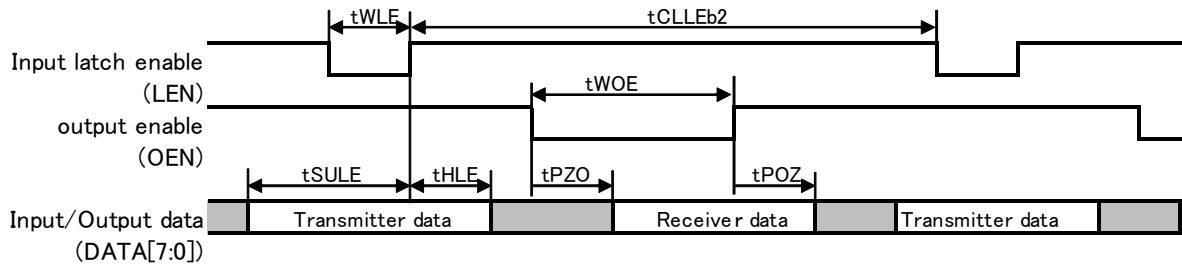 tWLE
tCLLEb2
Input latch enable
(LEN)
tWOE
output enable
(OEN)
tSULE
tHLE
tPZO
tPOZ
Input/Output data
(DATA[7:0])
Transmitter data
Receiver data
Transmitter data